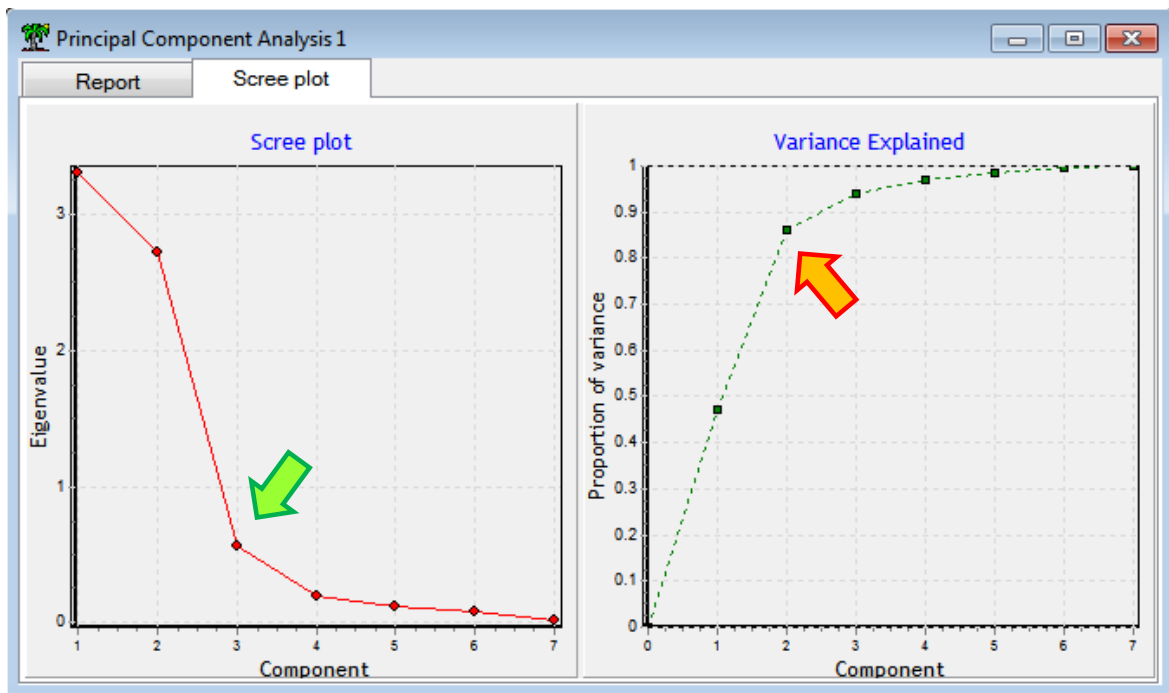 Principal Component Analysis 1
Report
Scree plot
Scree plot
Eigenvalue
3
2
1
0
1 2 3 4 5 6 7
Component
Variance Explained
Proportion of variance
1
0.9
0.8
0.7
0.6
0.5
0.4
0.3
0.2
0.1
0
0 1 2 3 4 5 6 7
Component